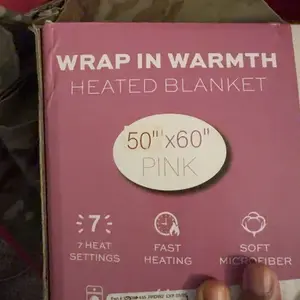 WRAP IN WARMTH
HEATED BLANKET
50" x60"
PINK
7
7 HEAT SETTINGS
FAST HEATING
SOFT MICROFIBER